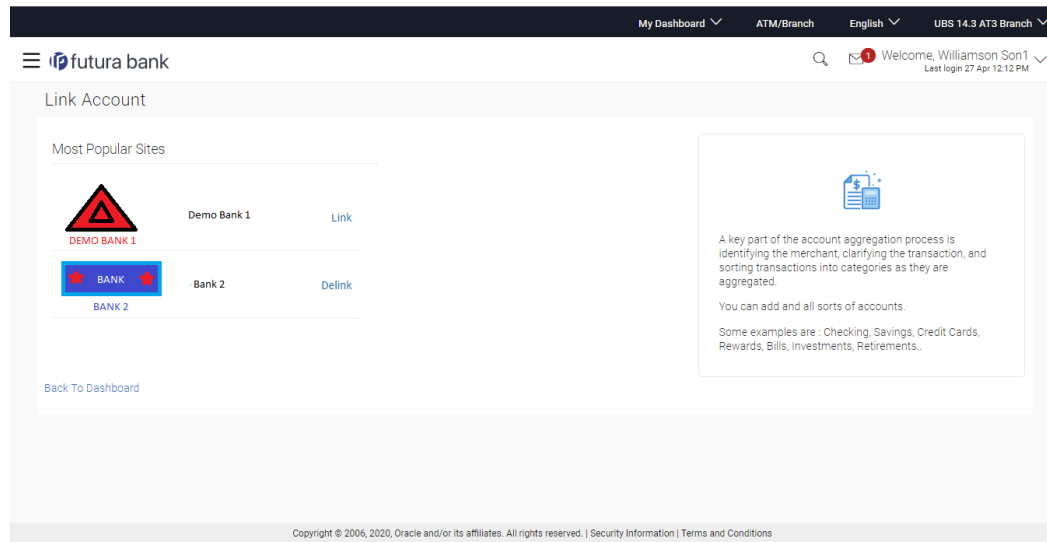 My Dashboard ATM/Branch English UBS 14.3 AT3 Branch
futura bank
1 Welcome, Williamson Son1
Last login 27 Apr 12:12 PM
Link Account
Most Popular Sites
DEMO BANK 1
Demo Bank 1 Link
BANK
BANK 2
Bank 2 Delink
$
A key part of the account aggregation process is
identifying the merchant, clarifying the transaction, and
sorting transactions into categories as they are
aggregated.
You can add and all sorts of accounts.
Some examples are : Checking, Savings, Credit Cards,
Rewards, Bills, Investments, Retirements..
Back To Dashboard
Copyright © 2006, 2020, Oracle and/or its affiliates. All rights reserved. | Security Information | Terms and Conditions